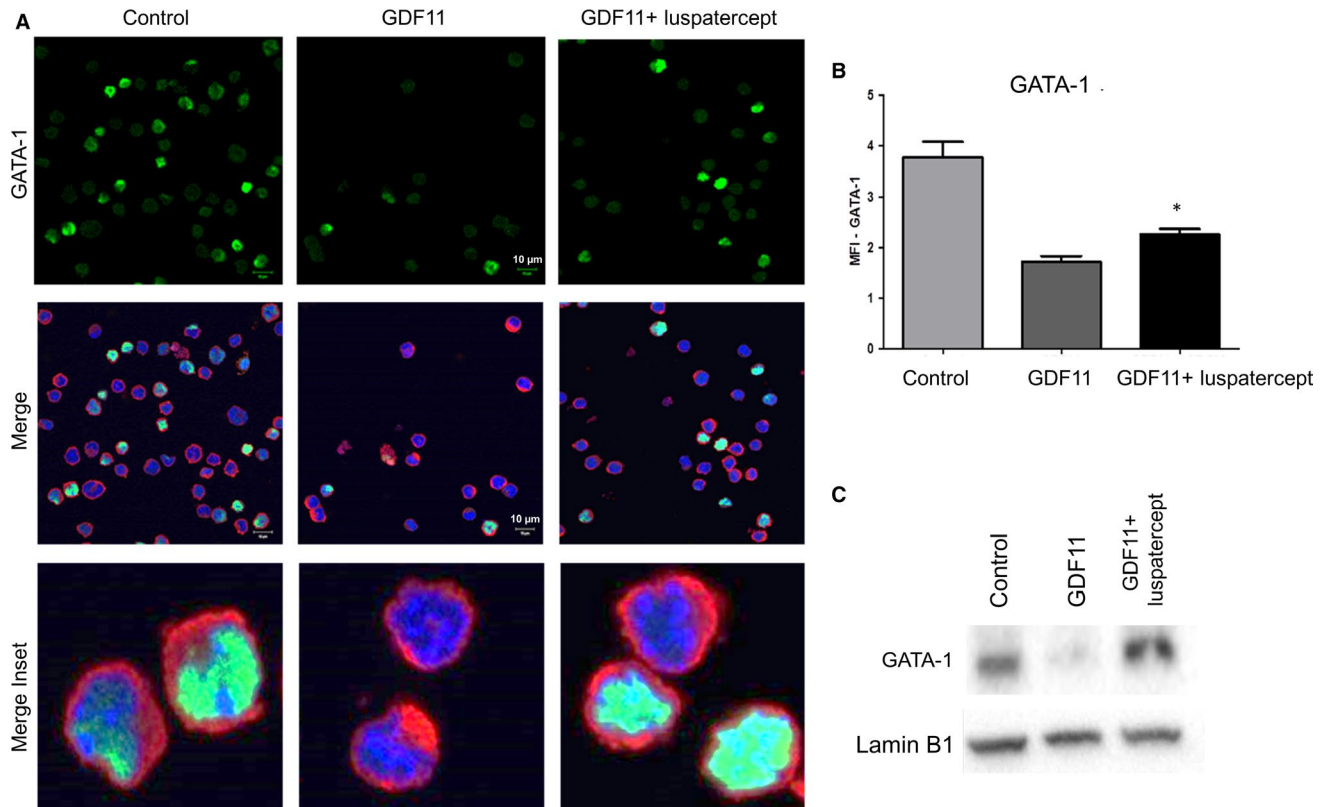 A
Control
GDF11
GDF11+ luspatercept
GATA-1
10 µm
Merge
10 µm
Merge Inset
B
GATA-1
MFI - GATA-1
5
4
3
2
1
0
*
Control
GDF11
GDF11+ luspatercept
C
Control
GDF11
GDF11+
luspatercept
GATA-1
Lamin B1